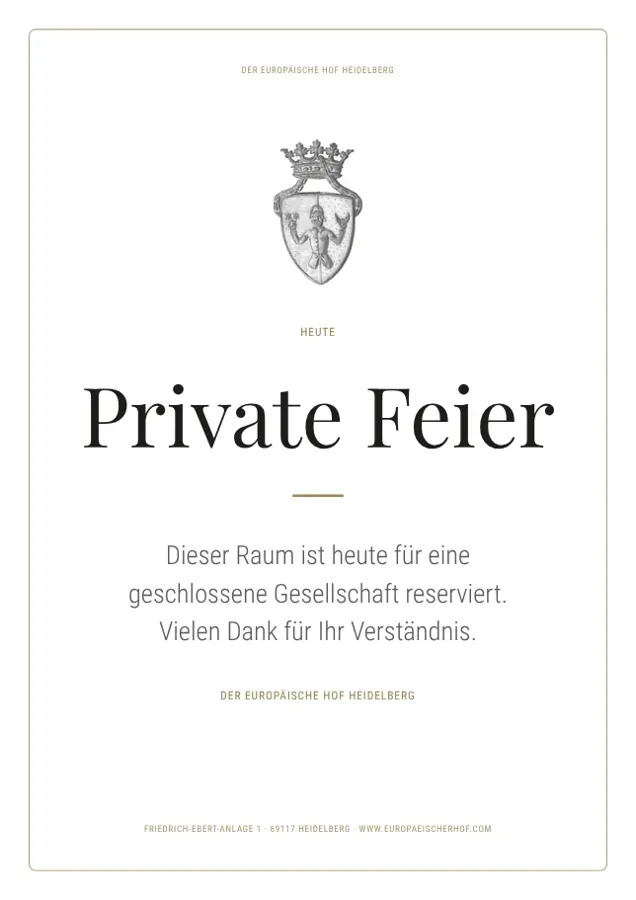 DER EUROPÄISCHE HOF HEIDELBERG
HEUTE
Private Feier
Dieser Raum ist heute für eine
geschlossene Gesellschaft reserviert.
Vielen Dank für Ihr Verständnis.
DER EUROPÄISCHE HOF HEIDELBERG
FRIEDRICH-EBERT-ANLAGE 1 · 69117 HEIDELBERG · WWW.EUROPAEISCHERHOF.COM